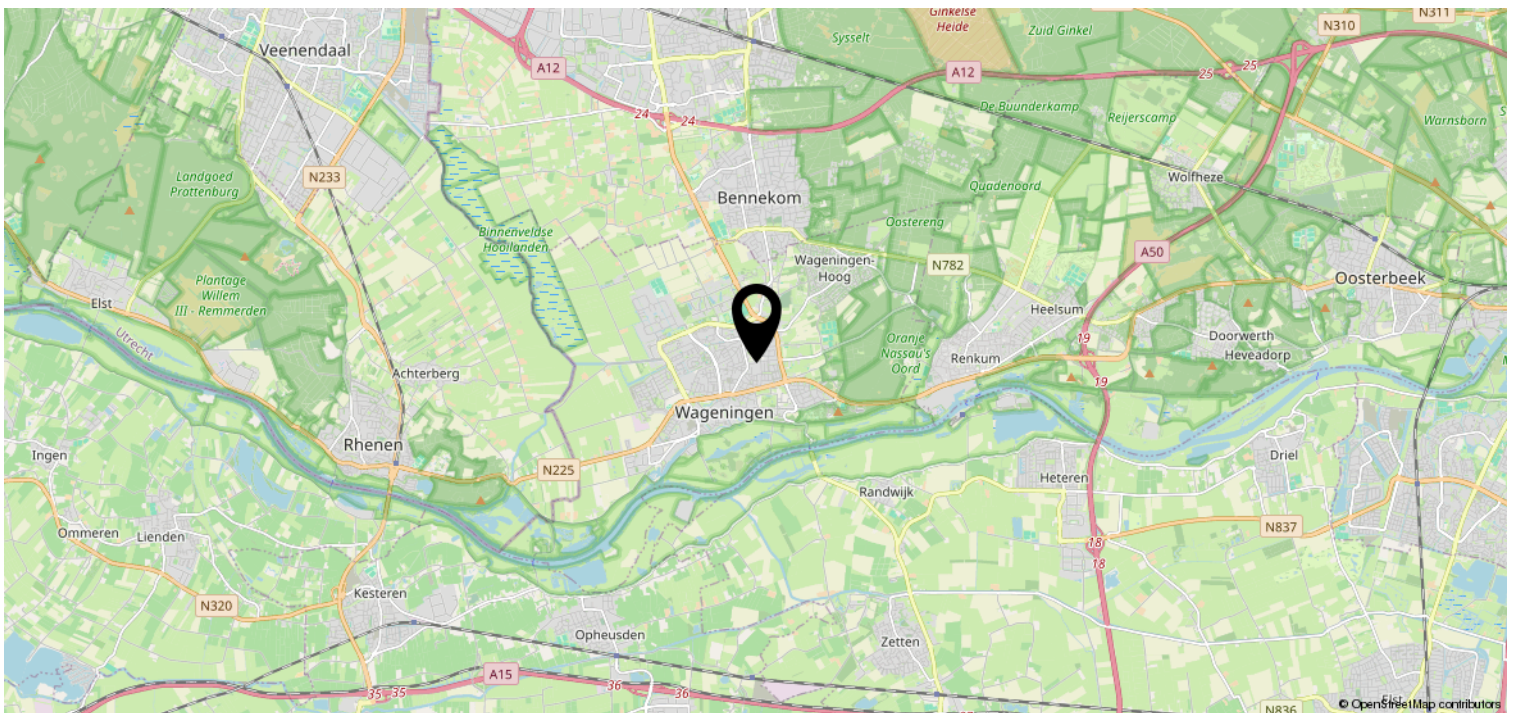 Ginkelse
Heide
Zuid Ginkel
N310
N311
Sysselt
Veenendaal
A12
A12
25
25
24
24
De Buunderkamp
Reijerscamp
Warnsborn
Landgoed
Prattenburg
N233
Bennekom
Quadenoord
Wolfheze
Binnenveldse
Hooilanden
Oostereng
Wageningen-
Hoog
N782
A50
Oosterbeek
Plantage
Willem
III - Remmerden
Elst
Heelsum
Utrecht
Oranje
Nassau's
Oord
Renkum
19
19
Doorwerth
Heveadorp
Achterberg
Wageningen
Rhenen
Ingen
N225
Driel
Heteren
Randwijk
Ommeren
Lienden
N837
18
18
Kesteren
N320
Opheusden
Zetten
A15
35
35
36
36
37
N836
Elst
© OpenStreetMap contributors